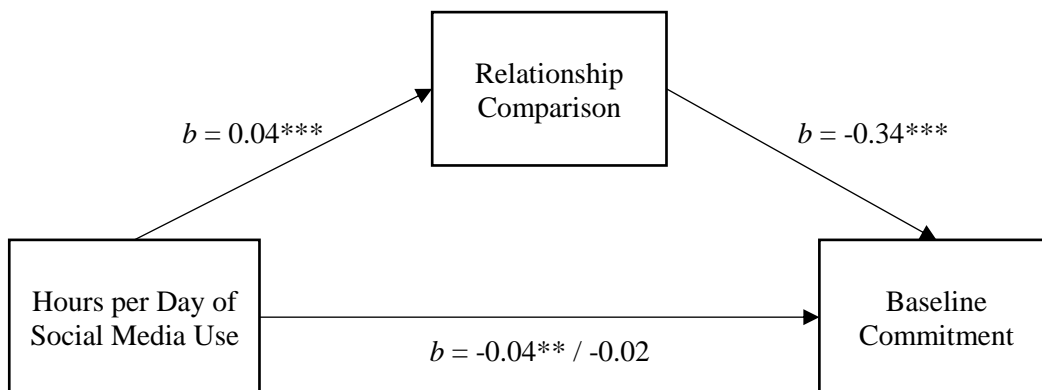 Relationship
Comparison
b = 0.04***
b = -0.34***
Hours per Day of
Social Media Use
Baseline
Commitment
b = -0.04** / -0.02